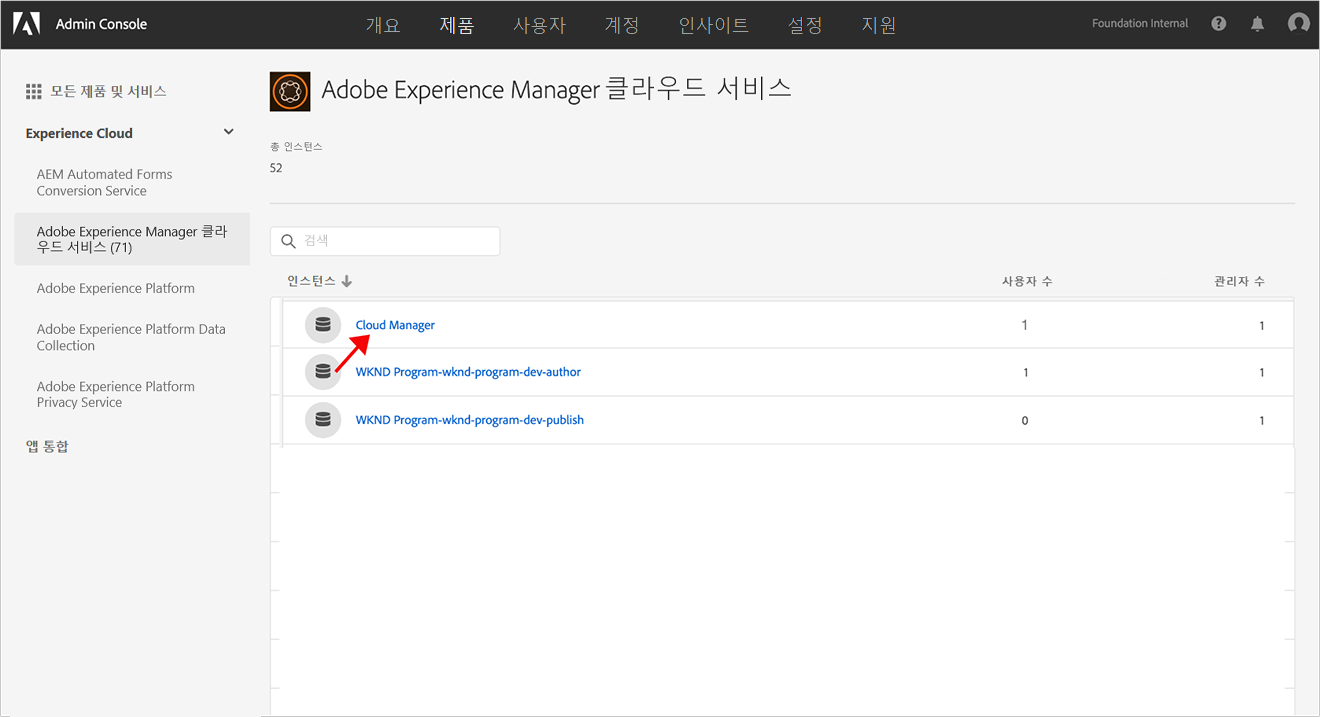 Admin Console
개요 제품 사용자 계정 인사이트 설정 지원
Foundation Internal
모든 제품 및 서비스
Experience Cloud
AEM Automated Forms
Conversion Service
Adobe Experience Manager 클라
우드 서비스 (71)
Adobe Experience Platform
Adobe Experience Platform Data
Collection
Adobe Experience Platform
Privacy Service
앱 통합
Adobe Experience Manager 클라우드 서비스
총 인스턴스
52
검색
인스턴스 사용자 수 관리자 수
Cloud Manager 1 1
WKND Program-wknd-program-dev-author 1 1
WKND Program-wknd-program-dev-publish 0 1